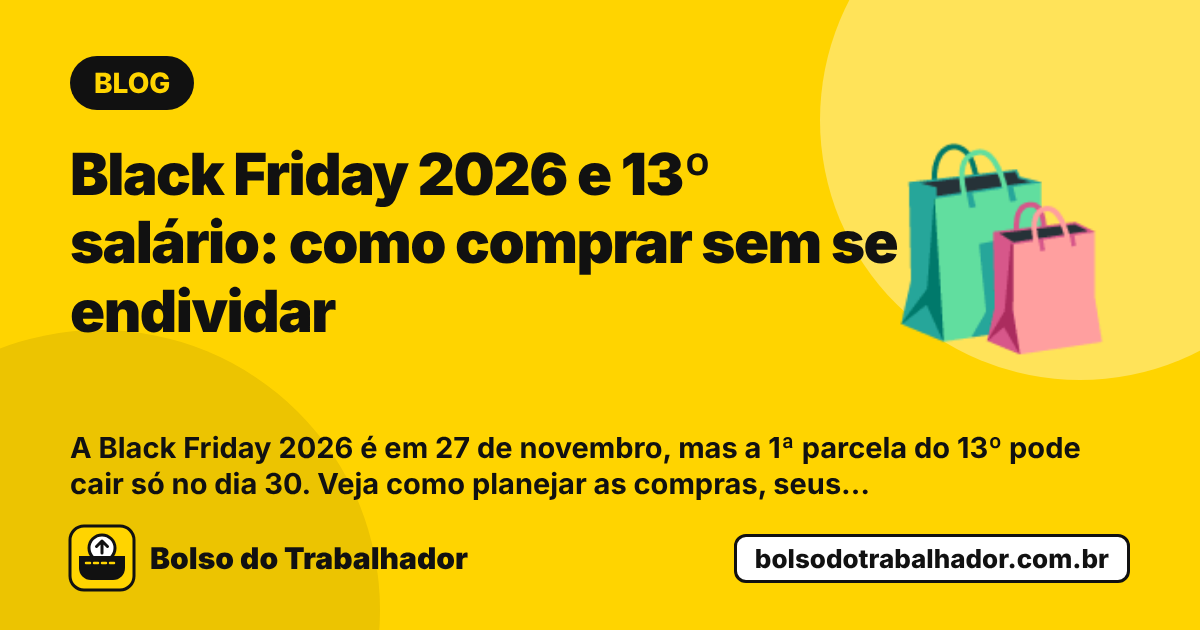 BLOG
Black Friday 2026 e 13º
salário: como comprar sem se
endividar
A Black Friday 2026 é em 27 de novembro, mas a 1ª parcela do 13º pode
cair só no dia 30. Veja como planejar as compras, seus...
Bolso do Trabalhador
bolsodotrabalhador.com.br